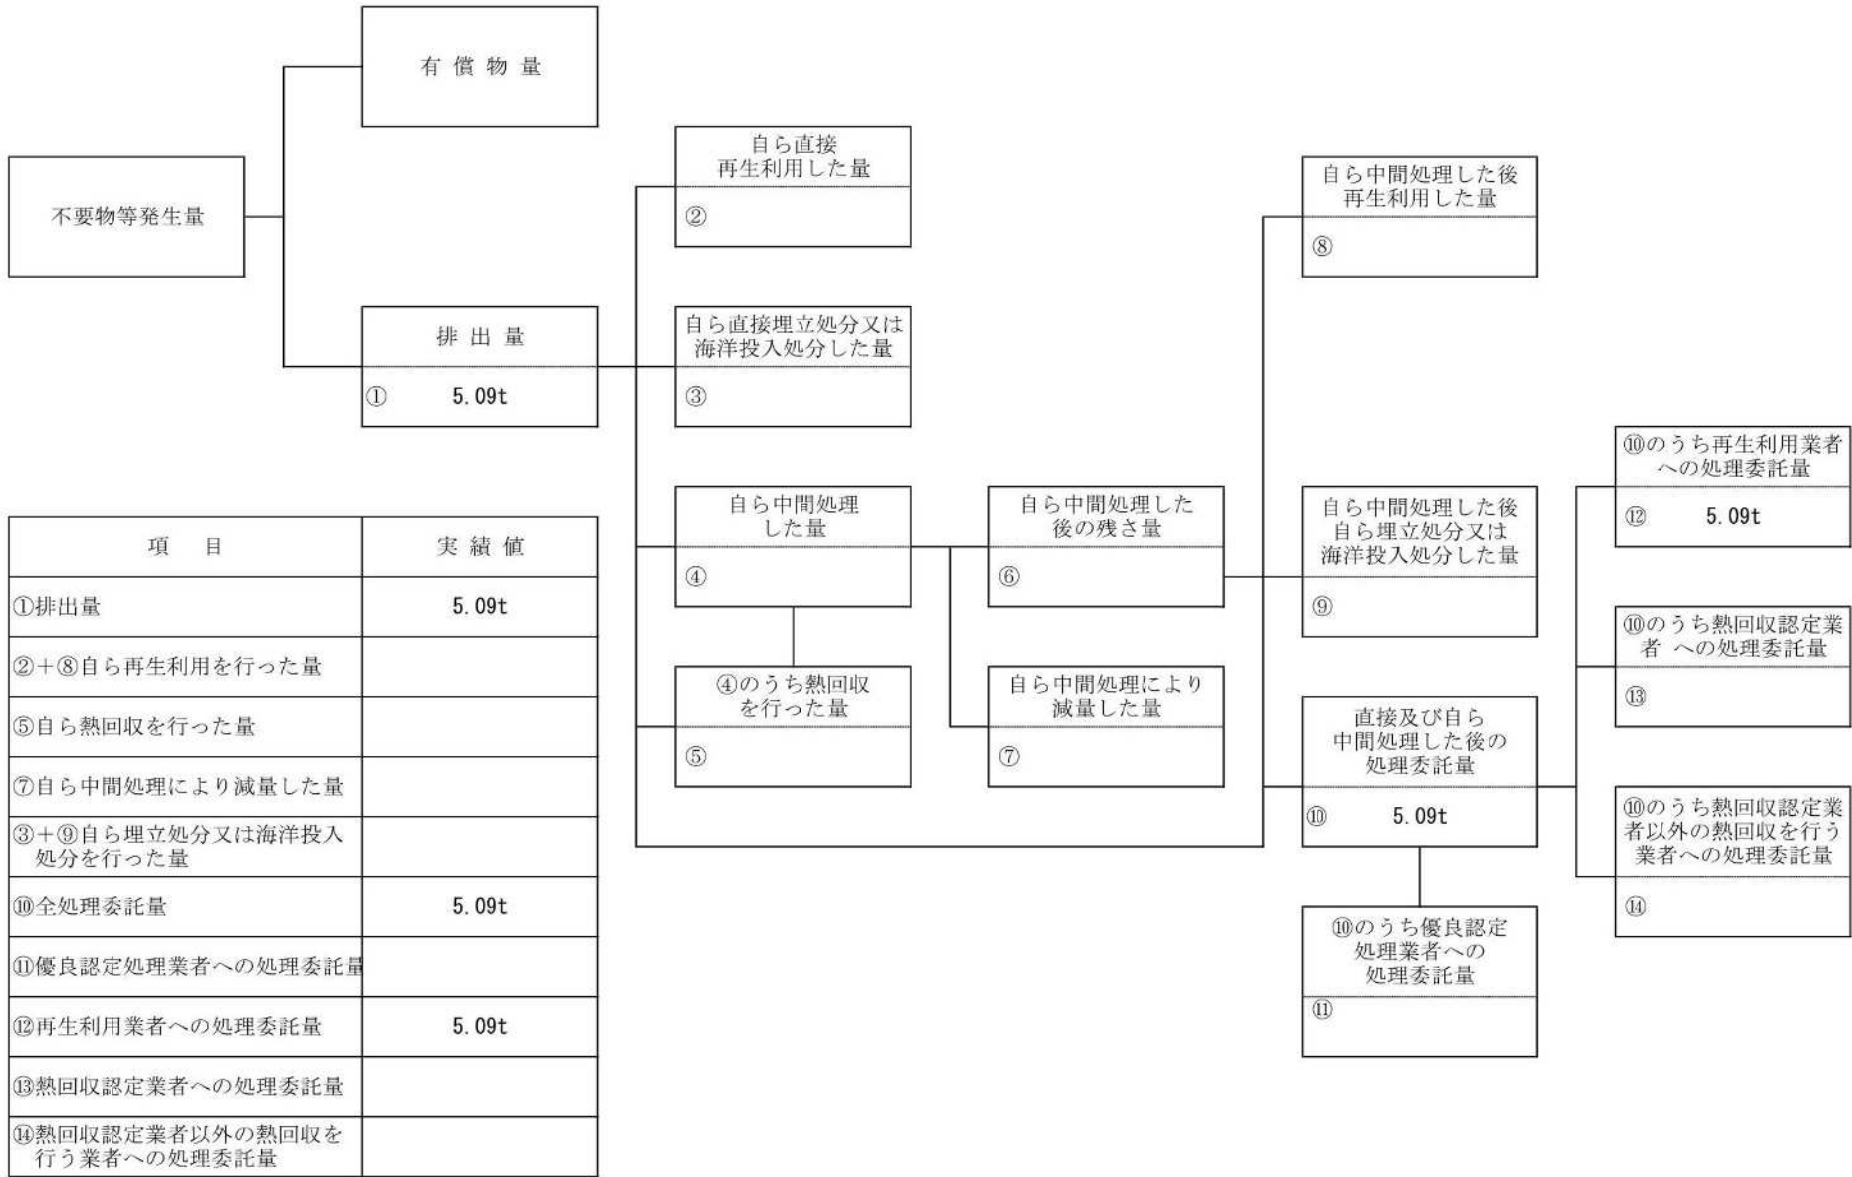 有 償 物 量
不要物等発生量
排 出 量
① 5.09t
自ら直接
再生利用した量
②
自ら直接埋立処分又は
海洋投入処分した量
③
自ら中間処理
した量
④
④のうち熱回収
を行った量
⑤
自ら中間処理した
後の残さ量
⑥
自ら中間処理により
減量した量
⑦
自ら中間処理した後
再生利用した量
⑧
自ら中間処理した後
自ら埋立処分又は
海洋投入処分した量
⑨
直接及び自ら
中間処理した後の
処理委託量
⑩ 5.09t
⑩のうち優良認定
処理業者への
処理委託量
⑪
⑩のうち再生利用業者
への処理委託量
⑫ 5.09t
⑩のうち熱回収認定業
者 への処理委託量
⑬
⑩のうち熱回収認定業
者以外の熱回収を行う
業者への処理委託量
⑭
項 目 実 績 値
①排出量 5.09t
②+⑧自ら再生利用を行った量
⑤自ら熱回収を行った量
⑦自ら中間処理により減量した量
③+⑨自ら埋立処分又は海洋投入
処分を行った量
⑩全処理委託量 5.09t
⑪優良認定処理業者への処理委託量
⑫再生利用業者への処理委託量 5.09t
⑬熱回収認定業者への処理委託量
⑭熱回収認定業者以外の熱回収を
行う業者への処理委託量